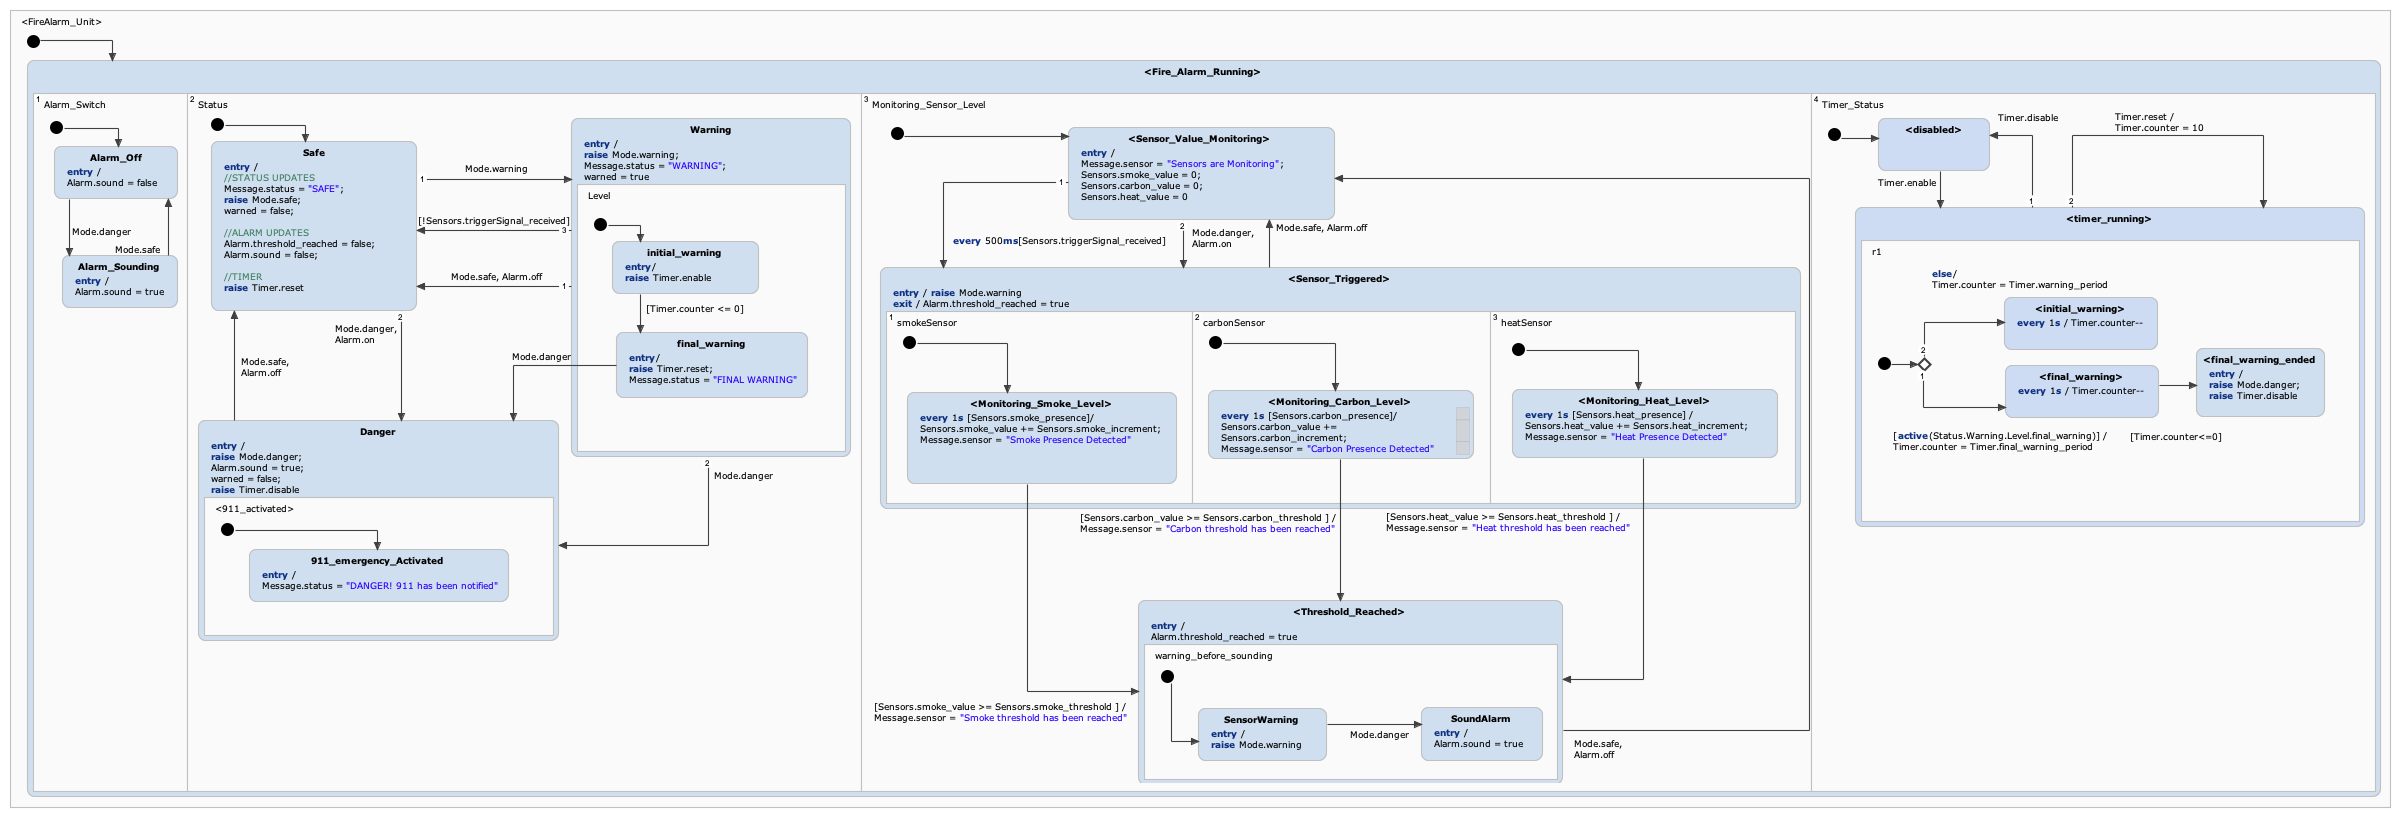 <FireAlarm_Unit>
<Fire_Alarm_Running>
1
Alarm_Switch
Alarm_Off
entry /
Alarm.sound = false
Mode.danger
Mode.safe
Alarm_Sounding
entry /
Alarm.sound = true
2
Status
Safe
entry /
//STATUS UPDATES
Message.status = "SAFE";
raise Mode.safe;
warned = false;
//ALARM UPDATES
Alarm.threshold_reached = false;
Alarm.sound = false;
//TIMER
raise Timer.reset
1
Mode.warning
[!Sensors.triggerSignal_received]
3
Mode.safe, Alarm.off
1
2
Mode.danger,
Alarm.on
Mode.safe,
Alarm.off
Warning
entry /
raise Mode.warning;
Message.status = "WARNING";
warned = true
Level
initial_warning
entry/
raise Timer.enable
[Timer.counter <= 0]
final_warning
entry/
raise Timer.reset;
Message.status = "FINAL WARNING"
Mode.danger
2
Mode.danger
Danger
entry /
raise Mode.danger;
Alarm.sound = true;
warned = false;
raise Timer.disable
<911_activated>
911_emergency_Activated
entry /
Message.status = "DANGER! 911 has been notified"
3
Monitoring_Sensor_Level
<Sensor_Value_Monitoring>
entry /
Message.sensor = "Sensors are Monitoring";
Sensors.smoke_value = 0;
Sensors.carbon_value = 0;
Sensors.heat_value = 0
1
every 500ms[Sensors.triggerSignal_received]
2
Mode.danger,
Alarm.on
Mode.safe, Alarm.off
<Sensor_Triggered>
entry / raise Mode.warning
exit / Alarm.threshold_reached = true
1
smokeSensor
<Monitoring_Smoke_Level>
every 1s [Sensors.smoke_presence]/
Sensors.smoke_value += Sensors.smoke_increment;
Message.sensor = "Smoke Presence Detected"
2
carbonSensor
<Monitoring_Carbon_Level>
every 1s [Sensors.carbon_presence]/
Sensors.carbon_value +=
Sensors.carbon_increment;
Message.sensor = "Carbon Presence Detected"
3
heatSensor
<Monitoring_Heat_Level>
every 1s [Sensors.heat_presence] /
Sensors.heat_value += Sensors.heat_increment;
Message.sensor = "Heat Presence Detected"
[Sensors.carbon_value >= Sensors.carbon_threshold ] /
Message.sensor = "Carbon threshold has been reached"
[Sensors.heat_value >= Sensors.heat_threshold ] /
Message.sensor = "Heat threshold has been reached"
[Sensors.smoke_value >= Sensors.smoke_threshold ] /
Message.sensor = "Smoke threshold has been reached"
<Threshold_Reached>
entry /
Alarm.threshold_reached = true
warning_before_sounding
SensorWarning
entry /
raise Mode.warning
Mode.danger
SoundAlarm
entry /
Alarm.sound = true
Mode.safe,
Alarm.off
4
Timer_Status
<disabled>
Timer.disable
Timer.reset /
Timer.counter = 10
Timer.enable
1
2
<timer_running>
r1
else/
Timer.counter = Timer.warning_period
<initial_warning>
every 1s / Timer.counter--
2
1
<final_warning>
every 1s / Timer.counter--
<final_warning_ended
entry /
raise Mode.danger;
raise Timer.disable
[active(Status.Warning.Level.final_warning)] /
Timer.counter = Timer.final_warning_period
[Timer.counter<=0]